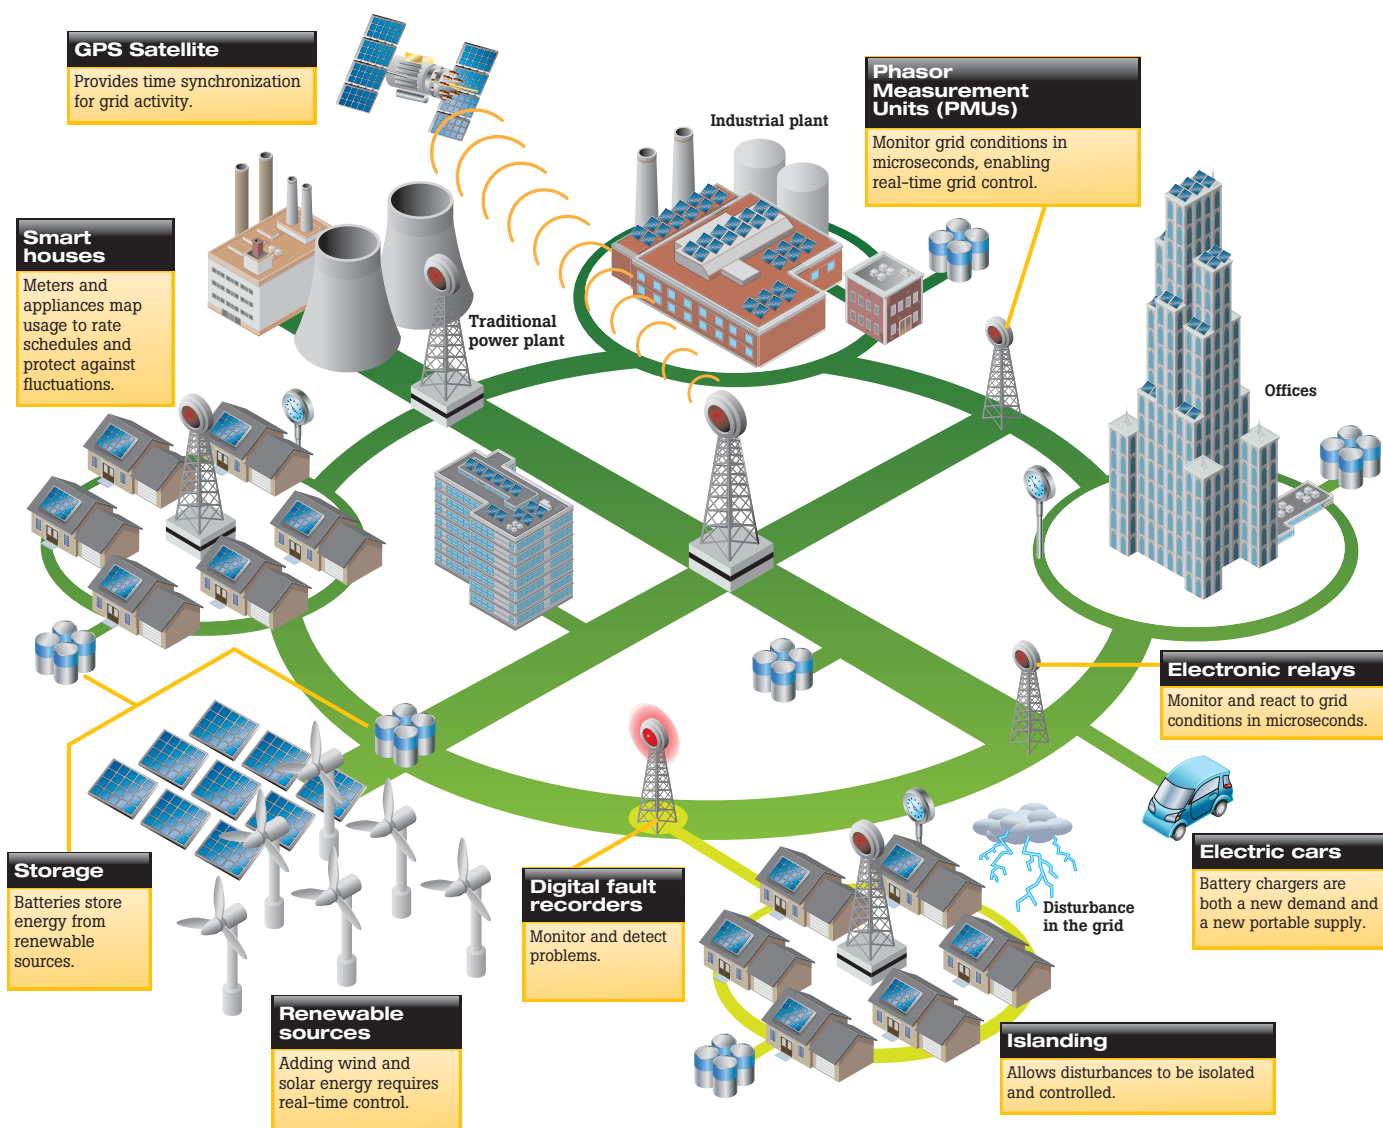 GPS Satellite
Provides time synchronization
for grid activity.
Phasor
Measurement
Units (PMUs)
Monitor grid conditions in
microseconds, enabling
real-time grid control.
Industrial plant
Smart
houses
Meters and
appliances map
usage to rate
schedules and
protect against
fluctuations.
Traditional
power plant
Offices
Electronic relays
Monitor and react to grid
conditions in microseconds.
Storage
Batteries store
energy from
renewable
sources.
Digital fault
recorders
Monitor and detect
problems.
Electric cars
Battery chargers are
both a new demand and
a new portable supply.
Disturbance
in the grid
Renewable
sources
Adding wind and
solar energy requires
real-time control.
Islanding
Allows disturbances to be isolated
and controlled.